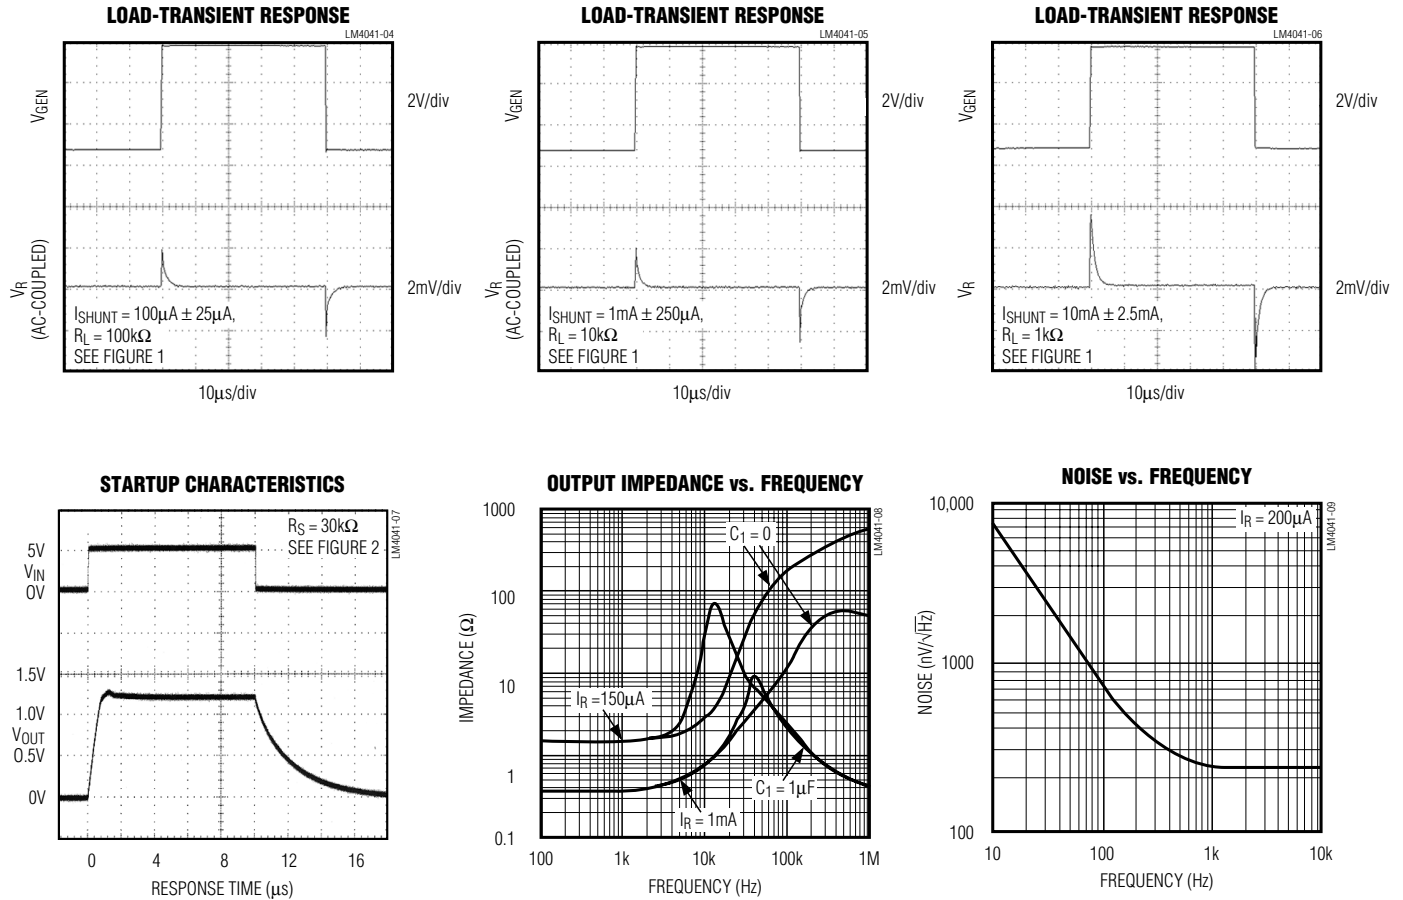 LOAD-TRANSIENT RESPONSE
LM4041-04
VGEN
2V/div
VR
(AC-COUPLED)
2mV/div
ISHUNT = 100μA ± 25μA,
RL = 100kΩ
SEE FIGURE 1
10μs/div
LOAD-TRANSIENT RESPONSE
LM4041-05
VGEN
2V/div
VR
(AC-COUPLED)
2mV/div
ISHUNT = 1mA ± 250μA,
RL = 10kΩ
SEE FIGURE 1
10μs/div
LOAD-TRANSIENT RESPONSE
LM4041-06
VGEN
2V/div
VR
2mV/div
ISHUNT = 10mA ± 2.5mA,
RL = 1kΩ
SEE FIGURE 1
10μs/div
STARTUP CHARACTERISTICS
LM4041-07
RS = 30kΩ
SEE FIGURE 2
5V
VIN
0V
1.5V
1.0V
VOUT
0.5V
0V
0 4 8 12 16
RESPONSE TIME (μs)
OUTPUT IMPEDANCE vs. FREQUENCY
LM4041-08
1000
100
10
1
0.1
IMPEDANCE (Ω)
C1 = 0
IR = 150μA
C1 = 1μF
IR = 1mA
100 1k 10k 100k 1M
FREQUENCY (Hz)
NOISE vs. FREQUENCY
LM4041-09
IR = 200μA
10,000
1000
100
NOISE (nV/√Hz)
10 100 1k 10k
FREQUENCY (Hz)